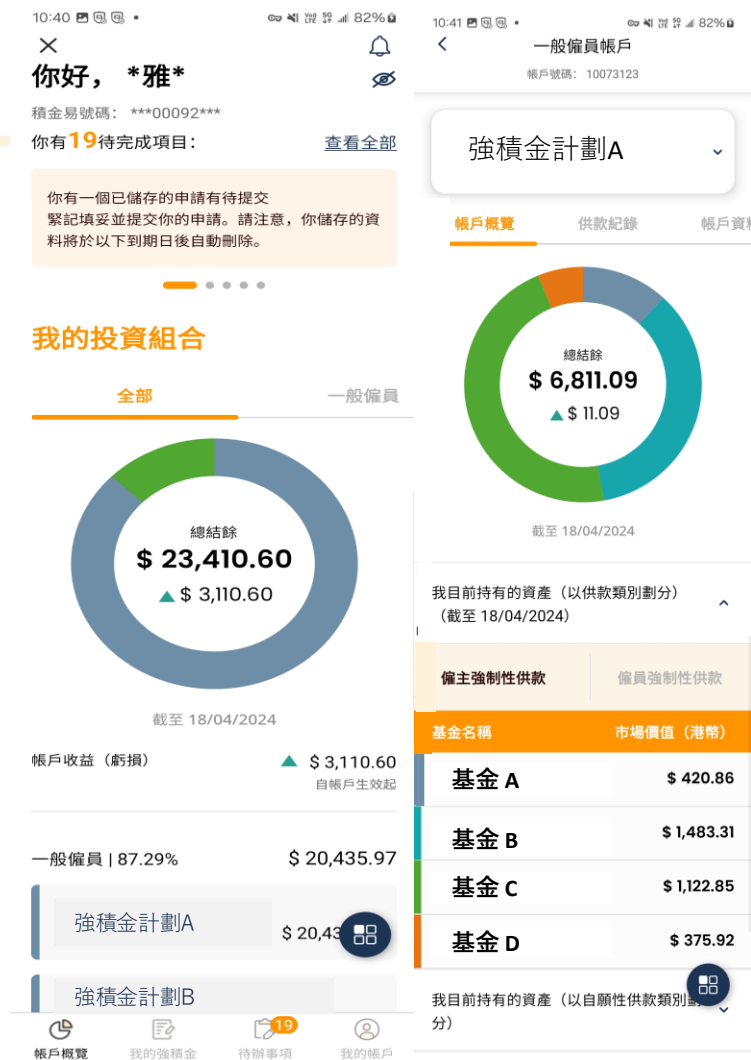 10:40
82%
你好， *雅*
積金易號碼： ***00092***
你有19待完成項目：
查看全部
你有一個已儲存的申請有待提交
緊記填妥並提交你的申請。請注意，你儲存的資
料將於以下到期日後自動刪除。
我的投資組合
全部
一般僱員
總結餘
$ 23,410.60
$ 3,110.60
截至 18/04/2024
帳戶收益（虧損）
$ 3,110.60
自帳戶生效起
一般僱員 | 87.29%
$ 20,435.97
強積金計劃A
$ 20,43
強積金計劃B
19
帳戶概覽
我的強積金
待辦事項
我的帳戶
10:41
82%
一般僱員帳戶
帳戶號碼： 10073123
強積金計劃A
帳戶概覽
供款紀錄
帳戶資料
總結餘
$ 6,811.09
$ 11.09
截至 18/04/2024
我目前持有的資產（以供款類別劃分）
（截至 18/04/2024）
僱主強制性供款
僱員強制性供款
基金名稱
市場價值（港幣）
基金 A
$ 420.86
基金 B
$ 1,483.31
基金 C
$ 1,122.85
基金 D
$ 375.92
我目前持有的資產（以自願性供款類別劃
分）